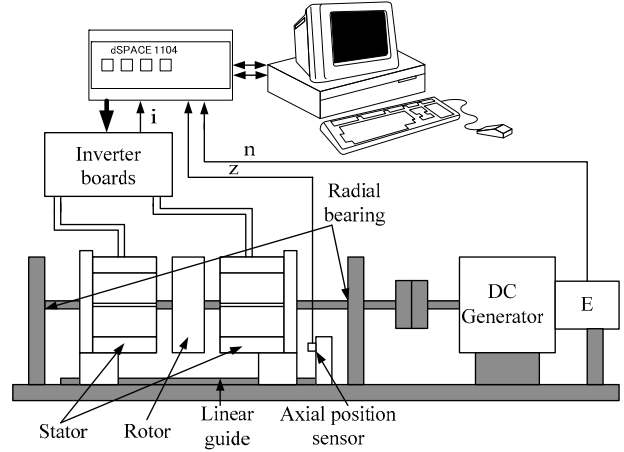 dSPACE 1104
i
Inverter
boards
n
z
Radial
bearing
DC
Generator
E
Stator
Rotor
Linear
guide
Axial position
sensor